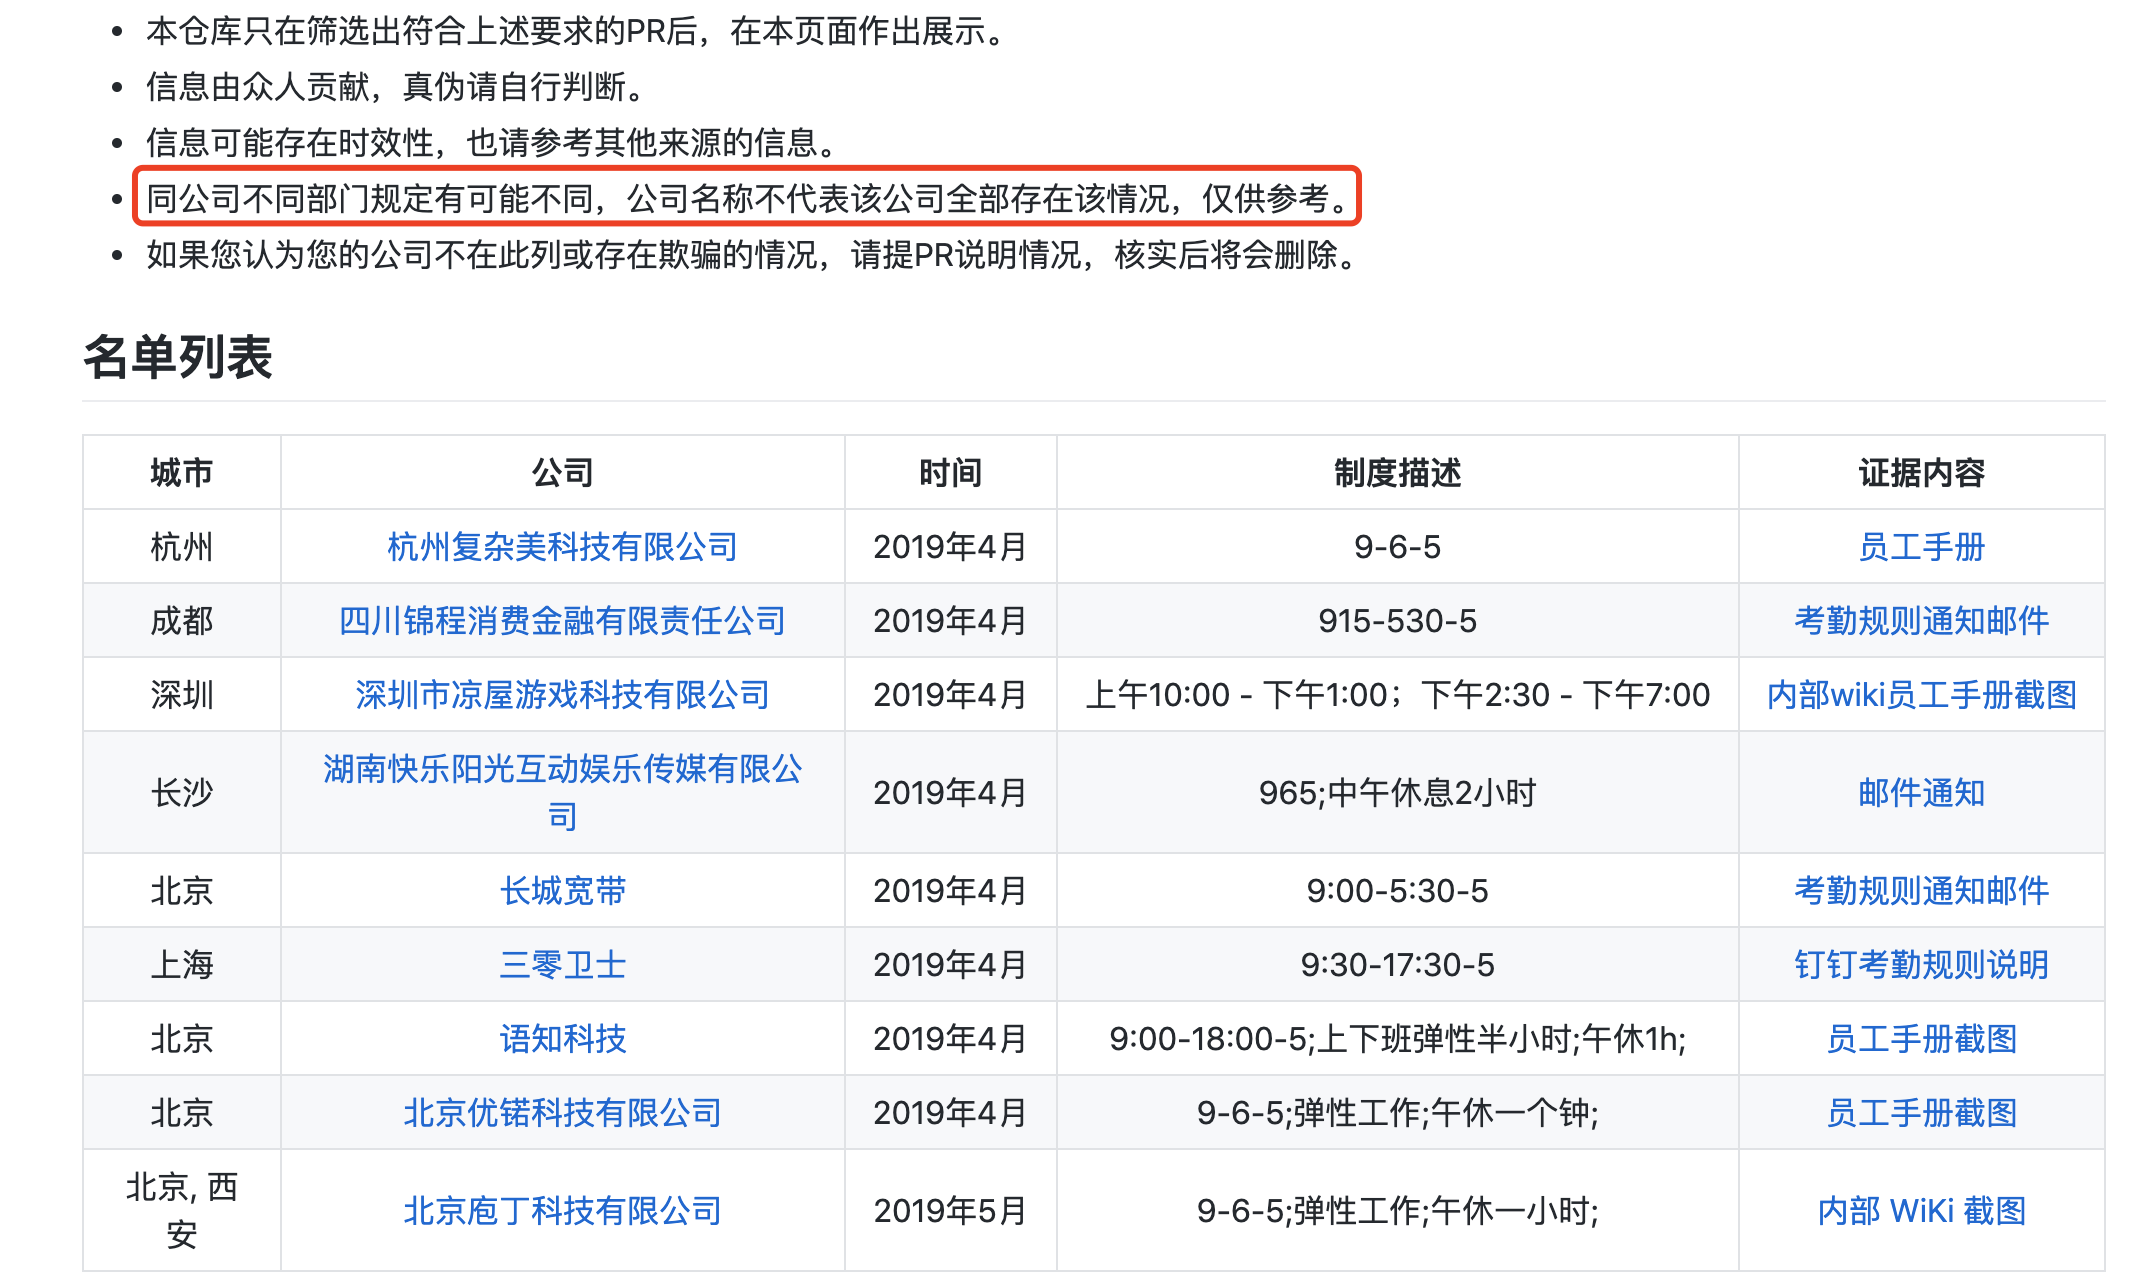 本仓库只在筛选出符合上述要求的PR后，在本页面作出展示。
信息由众人贡献，真伪请自行判断。
信息可能存在时效性，也请参考其他来源的信息。
同公司不同部门规定有可能不同，公司名称不代表该公司全部存在该情况，仅供参考。
如果您认为您的公司不在此列或存在欺骗的情况，请提PR说明情况，核实后将会删除。
名单列表
城市 公司 时间 制度描述 证据内容
杭州 杭州复杂美科技有限公司 2019年4月 9-6-5 员工手册
成都 四川锦程消费金融有限责任公司 2019年4月 915-530-5 考勤规则通知邮件
深圳 深圳市凉屋游戏科技有限公司 2019年4月 上午10:00 - 下午1:00；下午2:30 - 下午7:00 内部wiki员工手册截图
长沙 湖南快乐阳光互动娱乐传媒有限公
司 2019年4月 965;中午休息2小时 邮件通知
北京 长城宽带 2019年4月 9:00-5:30-5 考勤规则通知邮件
上海 三零卫士 2019年4月 9:30-17:30-5 钉钉考勤规则说明
北京 语知科技 2019年4月 9:00-18:00-5;上下班弹性半小时;午休1h; 员工手册截图
北京 北京优锘科技有限公司 2019年4月 9-6-5;弹性工作;午休一个钟; 员工手册截图
北京, 西
安 北京庖丁科技有限公司 2019年5月 9-6-5;弹性工作;午休一小时; 内部 WiKi 截图